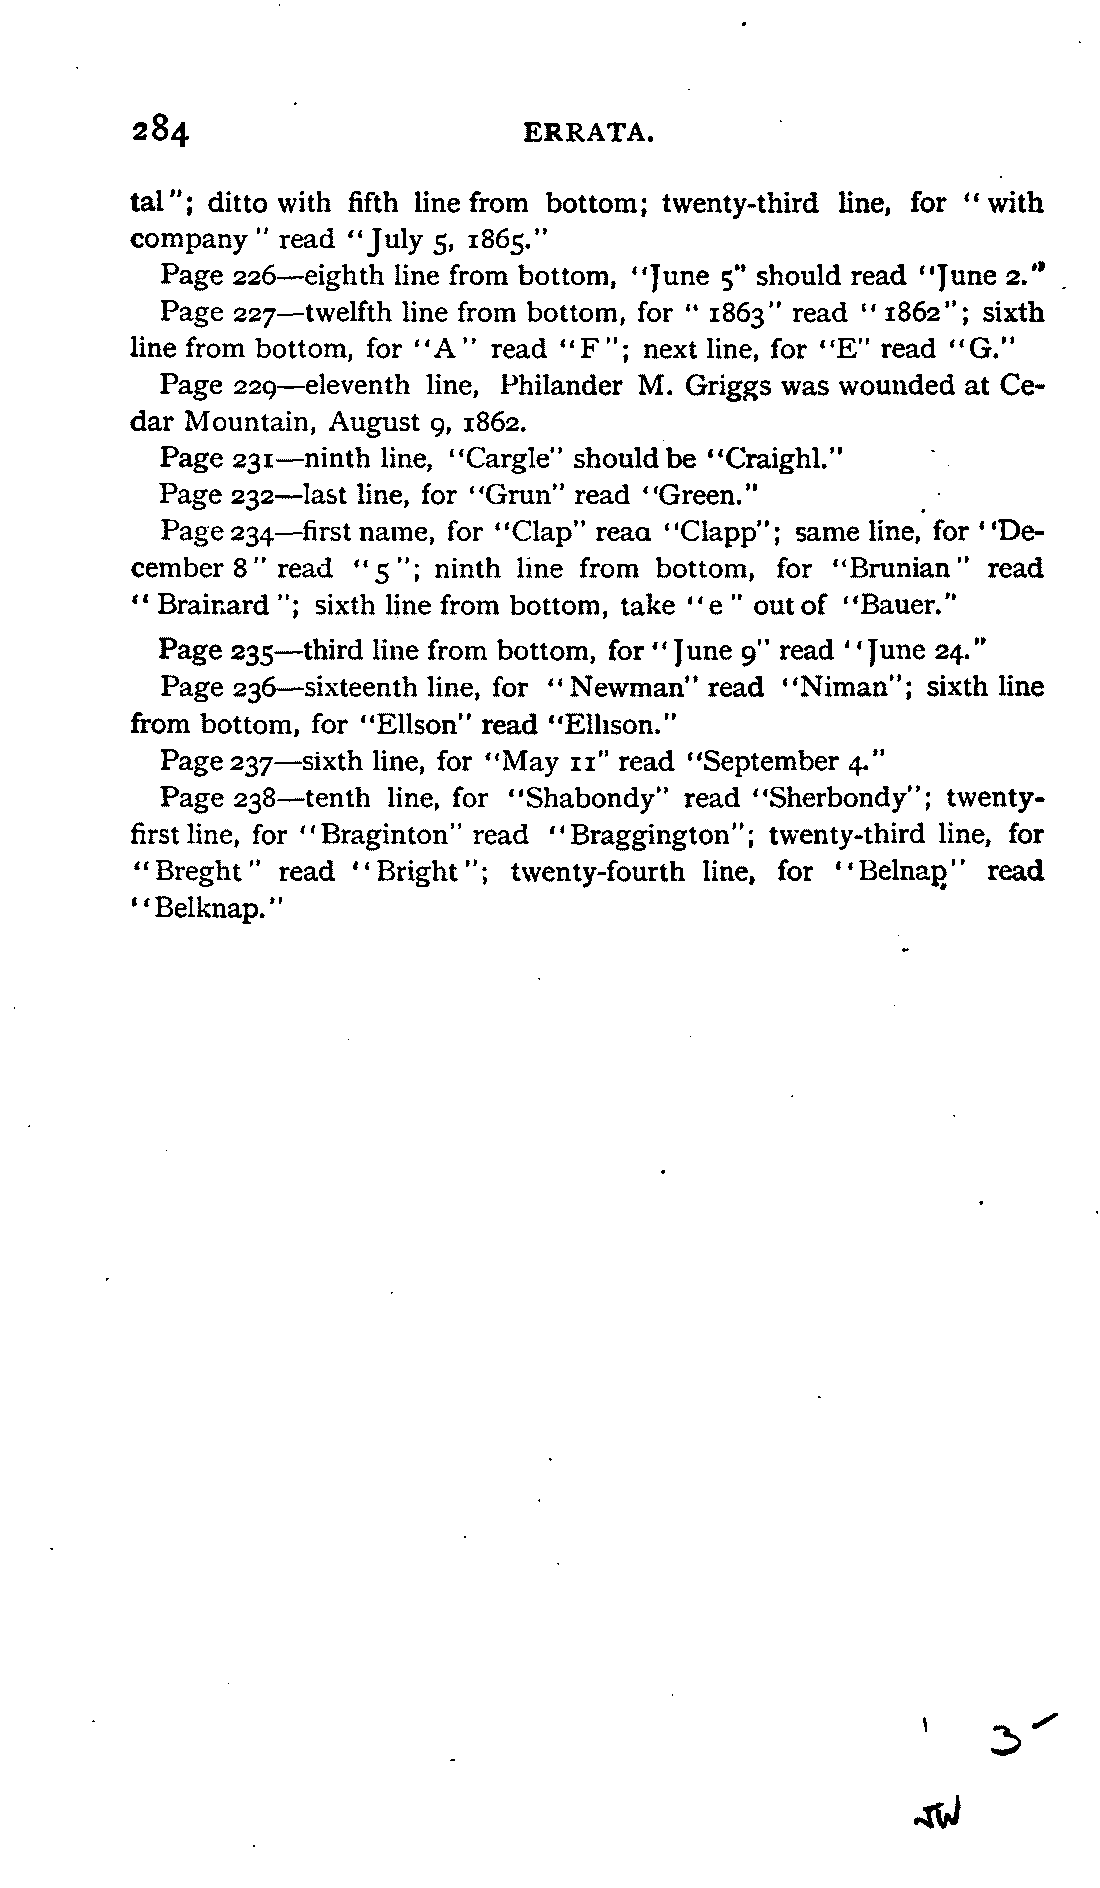 284 ERRATA.
tal"; ditto with fifth line from bottom; twenty-third line, for "with
company" read "July 5, 1865."
Page 226—eighth line from bottom, "June 5" should read "June 2."
Page 227—twelfth line from bottom, for "1863" read "1862"; sixth
line from bottom, for "A" read "F"; next line, for "E" read "G."
Page 229—eleventh line, Philander M. Griggs was wounded at Ce-
dar Mountain, August 9, 1862.
Page 231—ninth line, "Cargle" should be "Craighl."
Page 232—last line, for "Grun" read "Green."
Page 234—first name, for "Clap" read "Clapp"; same line, for "De-
cember 8" read "5"; ninth line from bottom, for "Brunian" read
"Brainard"; sixth line from bottom, take "e" out of "Bauer."
Page 235—third line from bottom, for "June 9" read "June 24."
Page 236—sixteenth line, for "Newman" read "Niman"; sixth line
from bottom, for "Ellson" read "Ellison."
Page 237—sixth line, for "May 11" read "September 4."
Page 238—tenth line, for "Shabondy" read "Sherbondy"; twenty-
first line, for "Braginton" read "Braggington"; twenty-third line, for
"Breght" read "Bright"; twenty-fourth line, for "Belnap" read
"Belknap."
3
JW